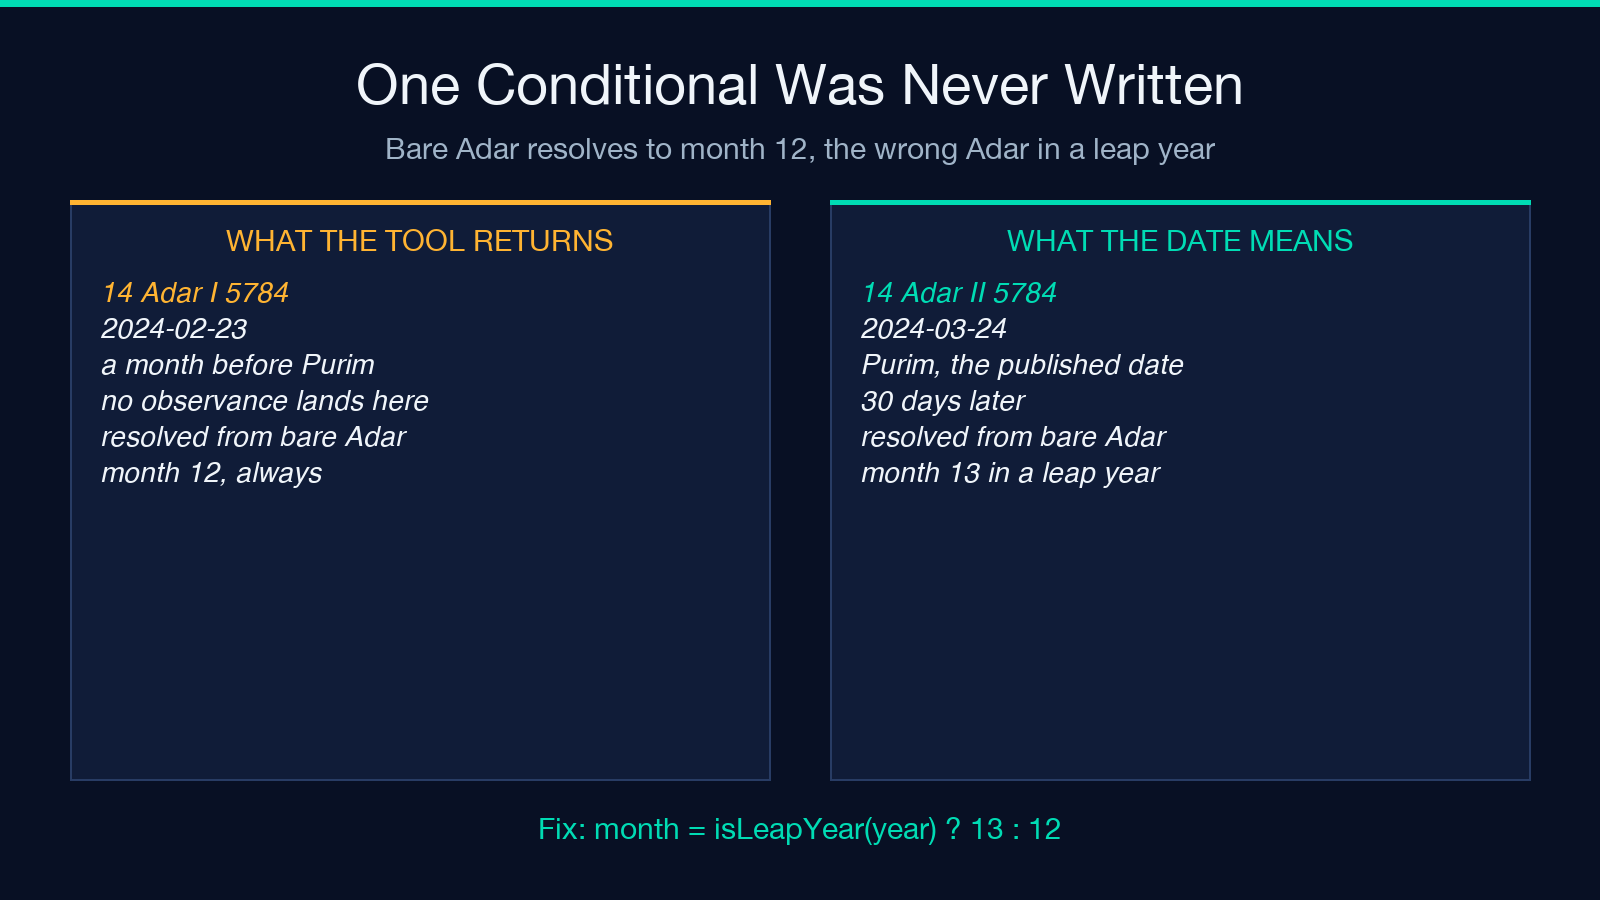 One Conditional Was Never Written
Bare Adar resolves to month 12, the wrong Adar in a leap year
WHAT THE TOOL RETURNS
14 Adar I 5784
2024-02-23
a month before Purim
no observance lands here
resolved from bare Adar
month 12, always
WHAT THE DATE MEANS
14 Adar II 5784
2024-03-24
Purim, the published date
30 days later
resolved from bare Adar
month 13 in a leap year
Fix: month = isLeapYear(year) ? 13 : 12